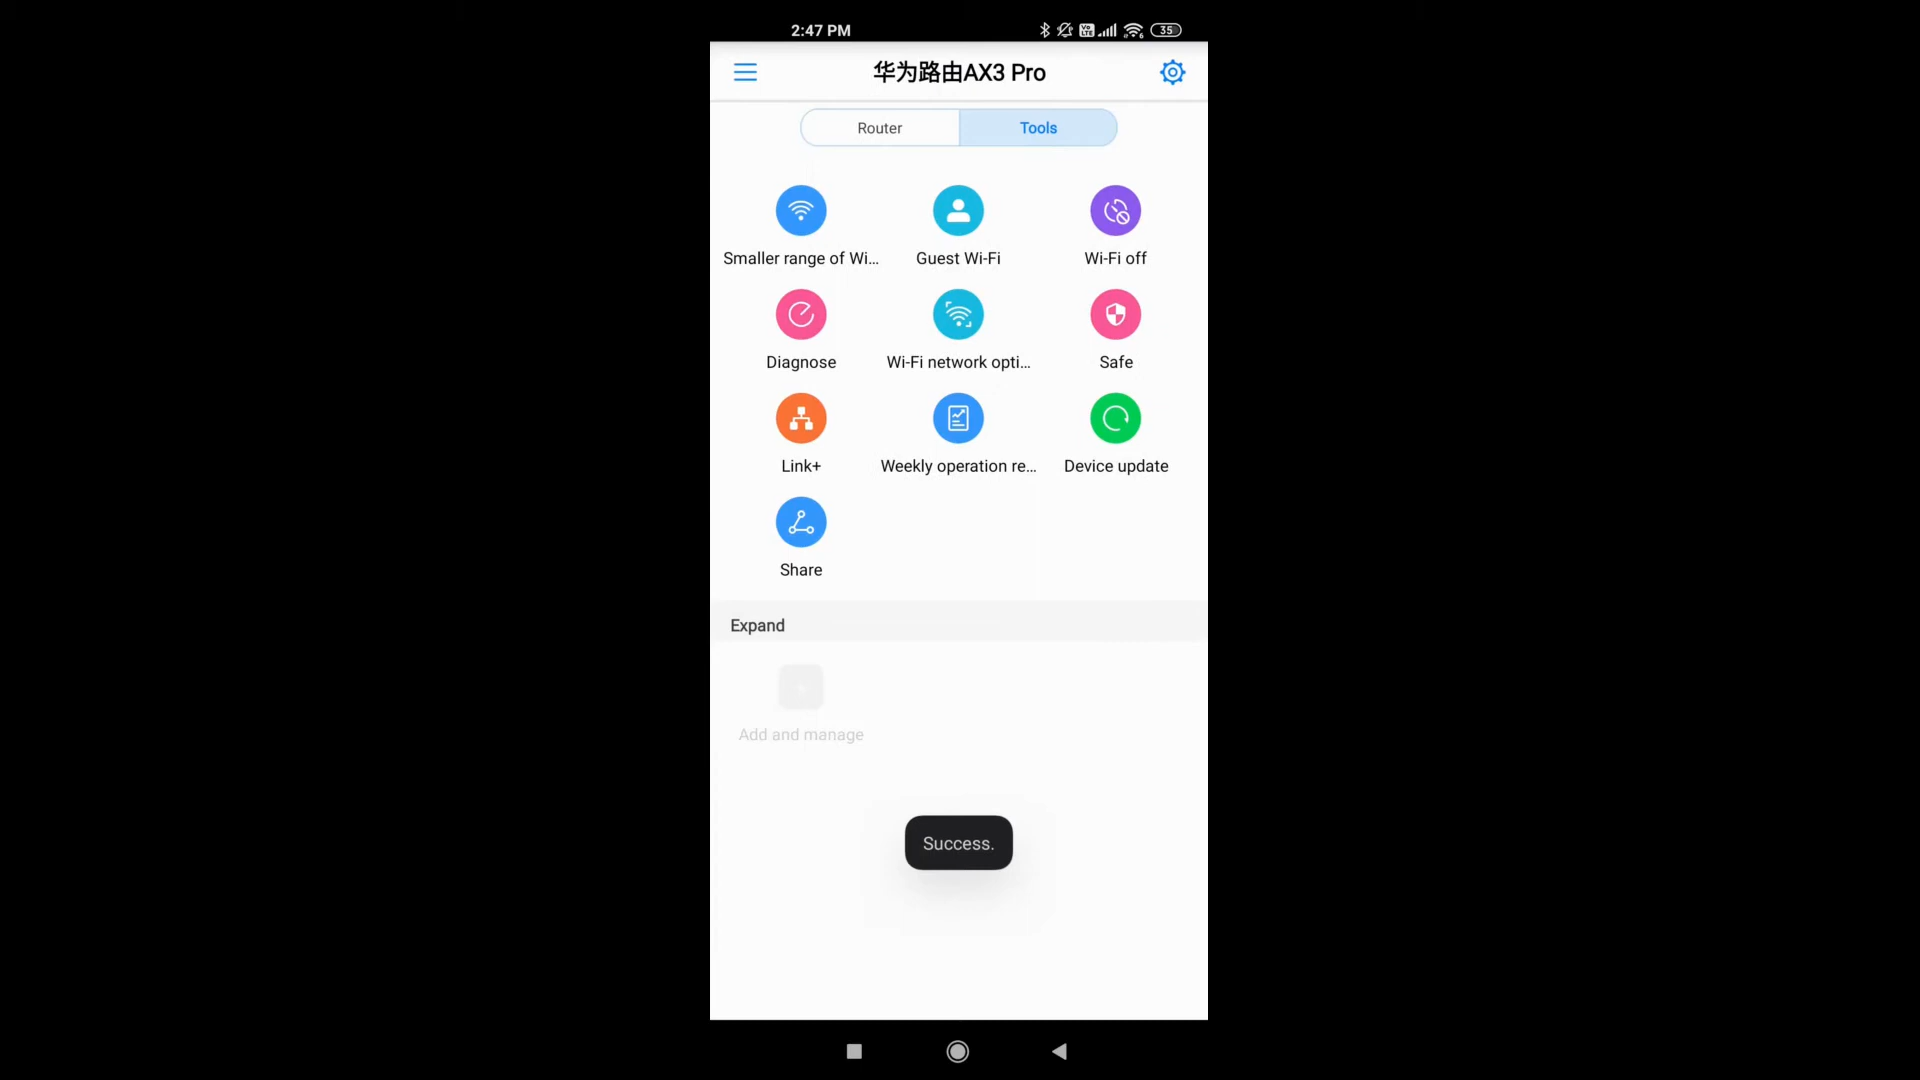 2:47 PM
35
华为路由AX3 Pro
Router
Tools
Smaller range of Wi...
Guest Wi-Fi
Wi-Fi off
Diagnose
Wi-Fi network opti...
Safe
Link+
Weekly operation re...
Device update
Share
Expand
Add and manage
Success.